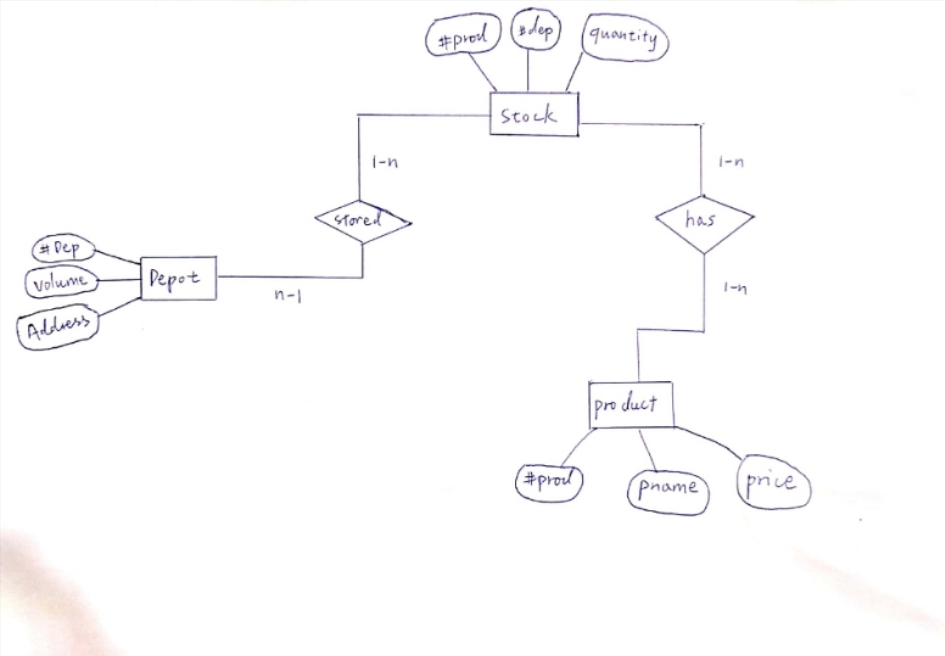 #prod
#dep
quantity
Stock
1-n
1-n
stored
has
#Dep
volume
Depot
Address
n-1
1-n
product
#prod
pname
price